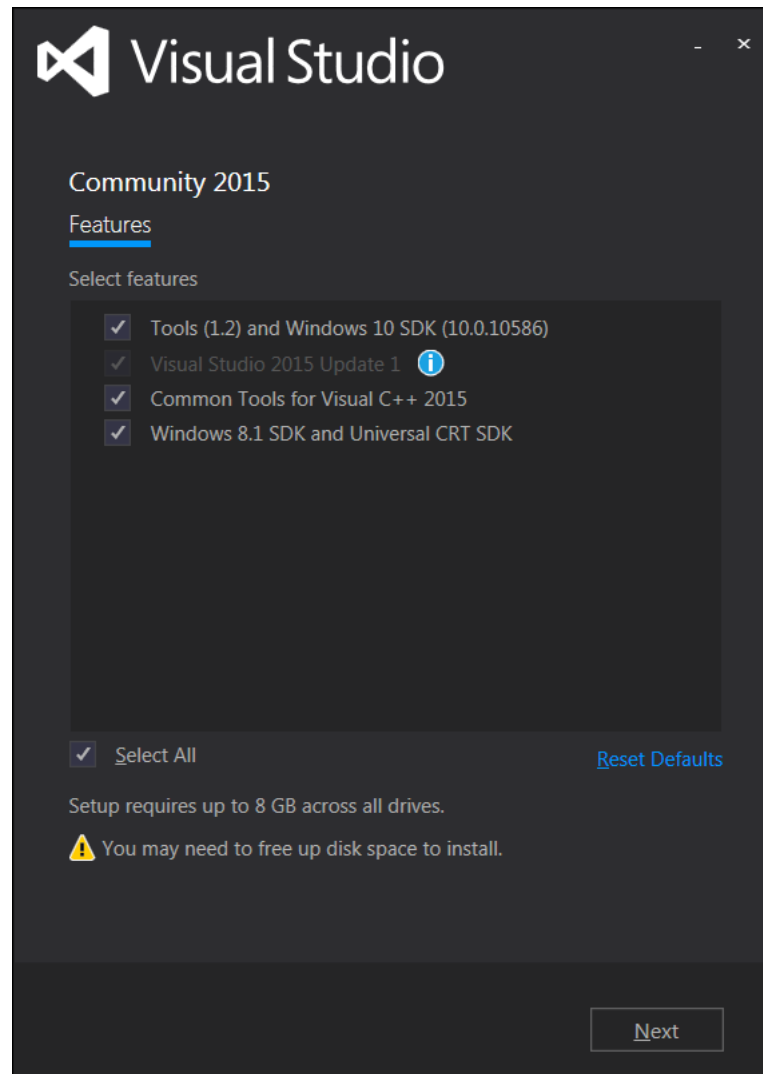 Visual Studio
Community 2015
Features
Select features
Tools (1.2) and Windows 10 SDK (10.0.10586)
Visual Studio 2015 Update 1
Common Tools for Visual C++ 2015
Windows 8.1 SDK and Universal CRT SDK
Select All
Reset Defaults
Setup requires up to 8 GB across all drives.
You may need to free up disk space to install.
Next